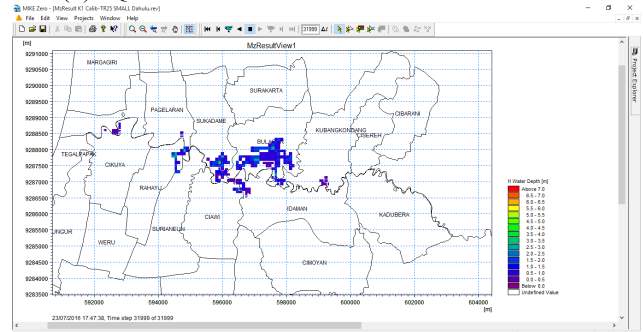 MIKE Zero - [MzResult K1 Calib-TR25 SMALL Dahulu.rev]
File Edit View Projects Window Help
31999
MzResultView1
[m]
9291000
9290500
9290000
9289500
9289000
9288500
9288000
9287500
9287000
9286500
9286000
9285500
9285000
9284500
9284000
9283500
MARGAGIRI
SURAKARTA
PAGELARAN
CIBARANI
SUKADAME
KUBANGKONDANG
CISEREH
TEGALPAPAK
CIKUYA
RAHAYU
IDAMAN
CIAWI
KADUBERA
SURIANEUN
WERU
CIMOYAN
592000 594000 596000 598000 600000 602000 604000
[m]
H Water Depth [m]
Above 7.0
6.5 - 7.0
6.0 - 6.5
5.5 - 6.0
5.0 - 5.5
4.5 - 5.0
4.0 - 4.5
3.5 - 4.0
3.0 - 3.5
2.5 - 3.0
2.0 - 2.5
1.5 - 2.0
1.0 - 1.5
0.5 - 1.0
0.0 - 0.5
Below 0.0
Undefined Value
23/07/2016 17:47:38, Time step 31999 of 31999
Project Explorer